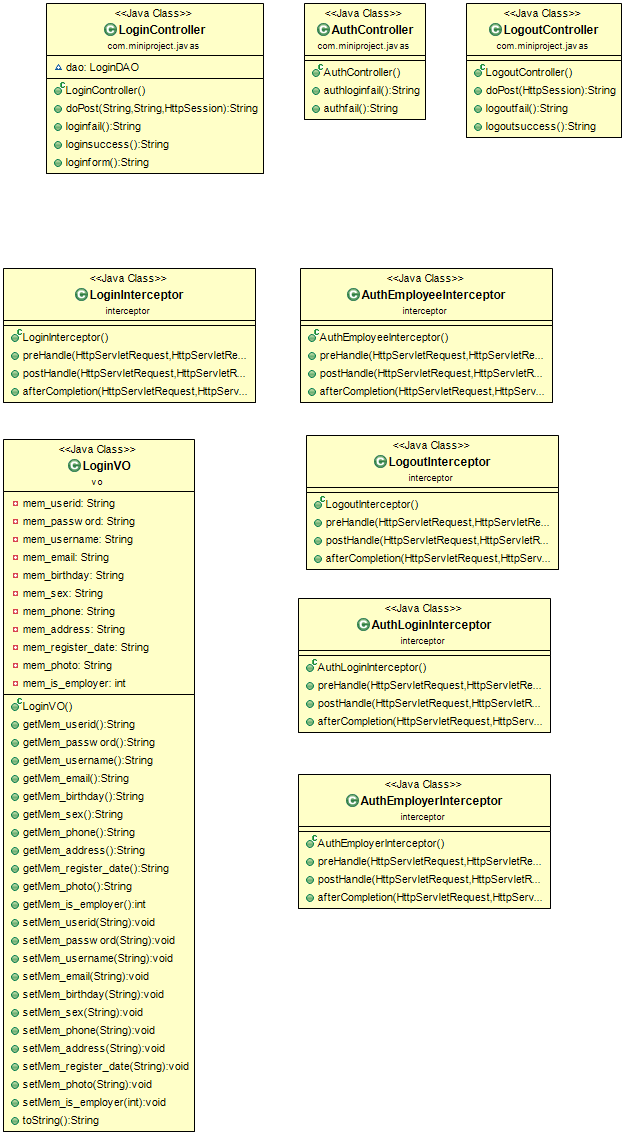 <<Java Class>>
LoginController
com.miniproject.javas
dao: LoginDAO
LoginController()
doPost(String,String,HttpSession):String
loginfail():String
loginsuccess():String
loginform():String
<<Java Class>>
AuthController
com.miniproject.javas
AuthController()
authloginfail():String
authfail():String
<<Java Class>>
LogoutController
com.miniproject.javas
LogoutController()
doPost(HttpSession):String
logoutfail():String
logoutsuccess():String
<<Java Class>>
LoginInterceptor
interceptor
LoginInterceptor()
preHandle(HttpServletRequest,HttpServletRe...
postHandle(HttpServletRequest,HttpServletR...
afterCompletion(HttpServletRequest,HttpServ...
<<Java Class>>
AuthEmployeeInterceptor
interceptor
AuthEmployeeInterceptor()
preHandle(HttpServletRequest,HttpServletRe...
postHandle(HttpServletRequest,HttpServletR...
afterCompletion(HttpServletRequest,HttpServ...
<<Java Class>>
LoginVO
vo
mem_userid: String
mem_password: String
mem_username: String
mem_email: String
mem_birthday: String
mem_sex: String
mem_phone: String
mem_address: String
mem_register_date: String
mem_photo: String
mem_is_employer: int
LoginVO()
getMem_userid():String
getMem_password():String
getMem_username():String
getMem_email():String
getMem_birthday():String
getMem_sex():String
getMem_phone():String
getMem_address():String
getMem_register_date():String
getMem_photo():String
getMem_is_employer():int
setMem_userid(String):void
setMem_password(String):void
setMem_username(String):void
setMem_email(String):void
setMem_birthday(String):void
setMem_sex(String):void
setMem_phone(String):void
setMem_address(String):void
setMem_register_date(String):void
setMem_photo(String):void
setMem_is_employer(int):void
toString():String
<<Java Class>>
LogoutInterceptor
interceptor
LogoutInterceptor()
preHandle(HttpServletRequest,HttpServletRe...
postHandle(HttpServletRequest,HttpServletR...
afterCompletion(HttpServletRequest,HttpServ...
<<Java Class>>
AuthLoginInterceptor
interceptor
AuthLoginInterceptor()
preHandle(HttpServletRequest,HttpServletRe...
postHandle(HttpServletRequest,HttpServletR...
afterCompletion(HttpServletRequest,HttpServ...
<<Java Class>>
AuthEmployerInterceptor
interceptor
AuthEmployerInterceptor()
preHandle(HttpServletRequest,HttpServletRe...
postHandle(HttpServletRequest,HttpServletR...
afterCompletion(HttpServletRequest,HttpServ...